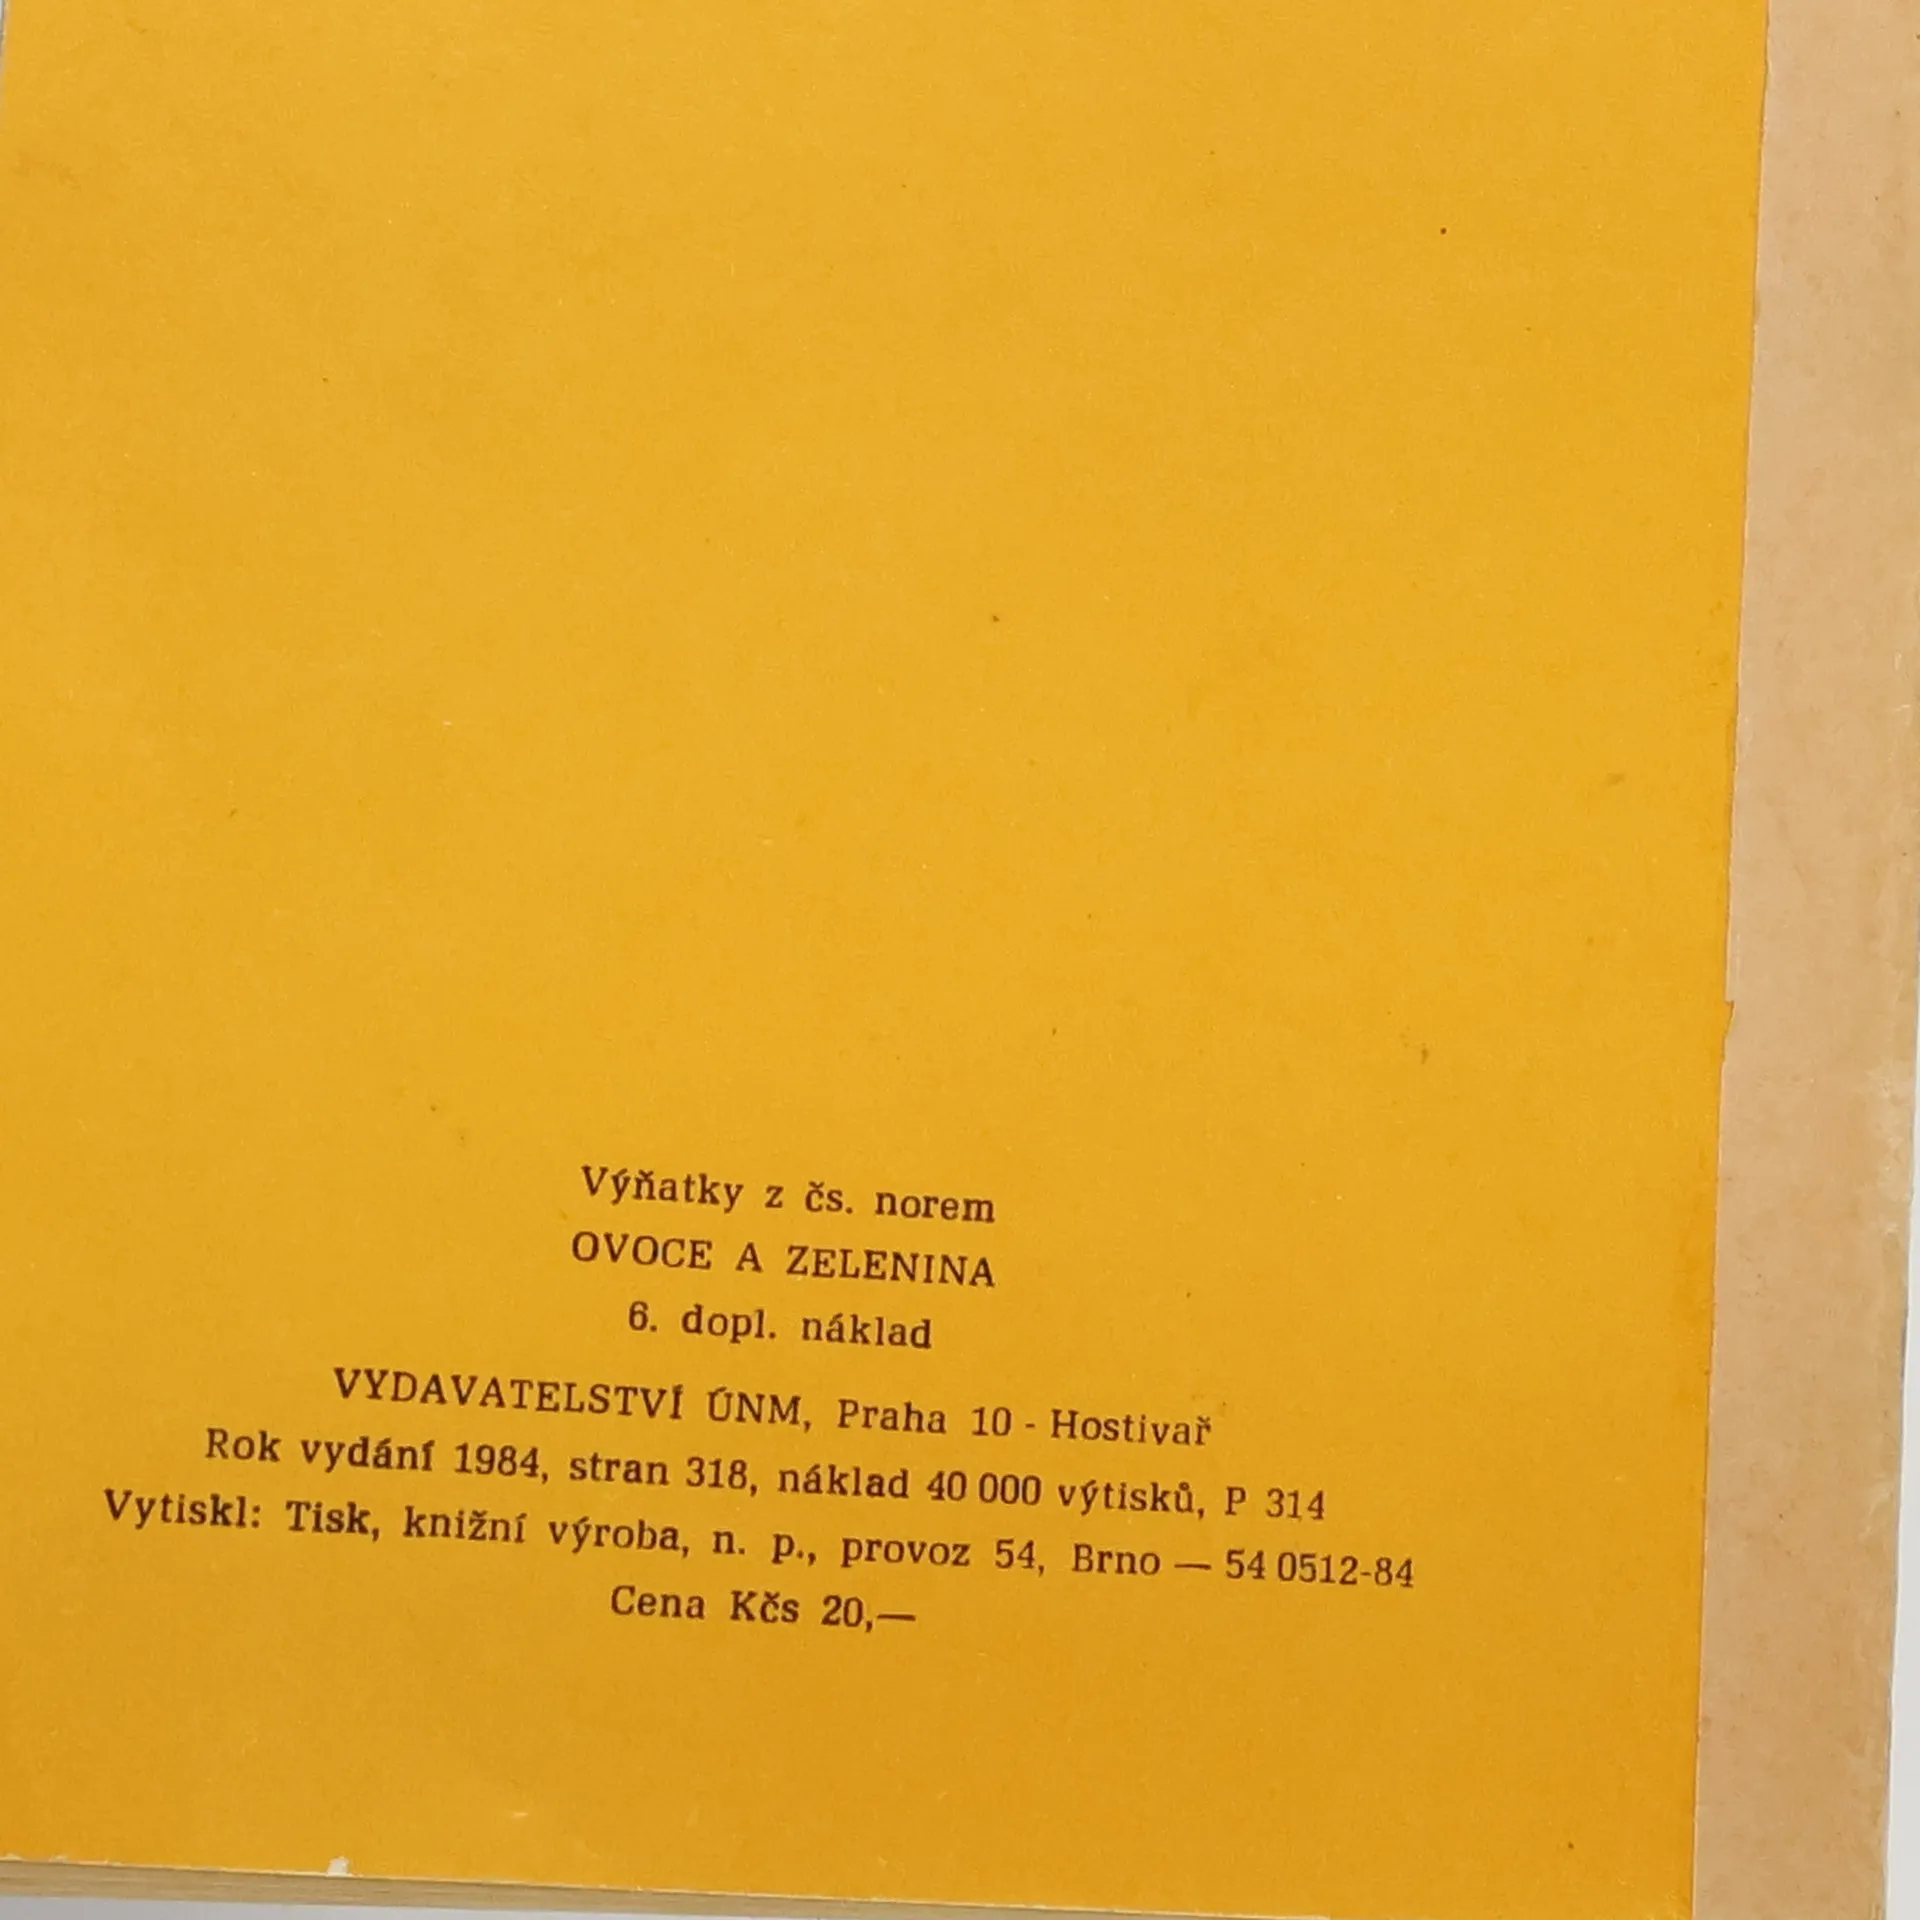 Výňatky z čs. norem
OVOCE A ZELENINA
6. dopl. náklad
VYDAVATELSTVÍ ÚNM, Praha 10 - Hostivař
Rok vydání 1984, stran 318, náklad 40 000 výtisků, P 314
Vytiskl: Tisk, knižní výroba, n. p., provoz 54, Brno — 54 0512-84
Cena Kčs 20,—